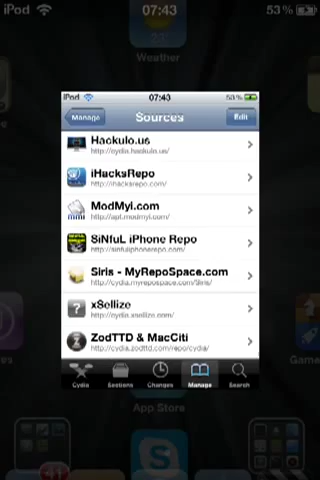 iPod 07:43 53%
Weather
iPod 07:43 53%
Manage Sources Edit
Hackulo.us
http://cydia.hackulo.us/
iHacksRepo
http://ihacksrepo.com/
ModMyi.com
http://apt.modmyi.com/
SiNfuL iPhone Repo
http://sinfuliphonerepo.com/
Siris - MyRepoSpace.com
http://cydia.myrepospace.com/Siris/
xSellize
http://cydia.xsellize.com/
ZodTTD & MacCiti
http://cydia.zodttd.com/repo/cydia/
Cydia Sections Changes Manage Search
App Store